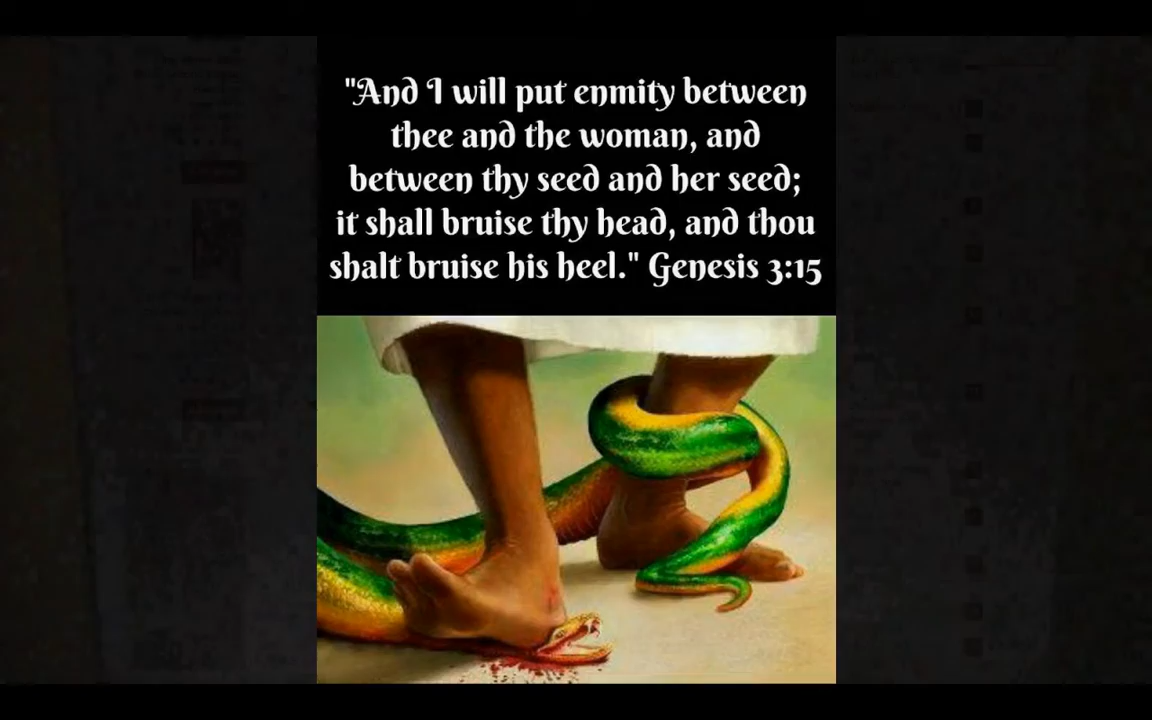 "And I will put enmity between
thee and the woman, and
between thy seed and her seed;
it shall bruise thy head, and thou
shalt bruise his heel." Genesis 3:15